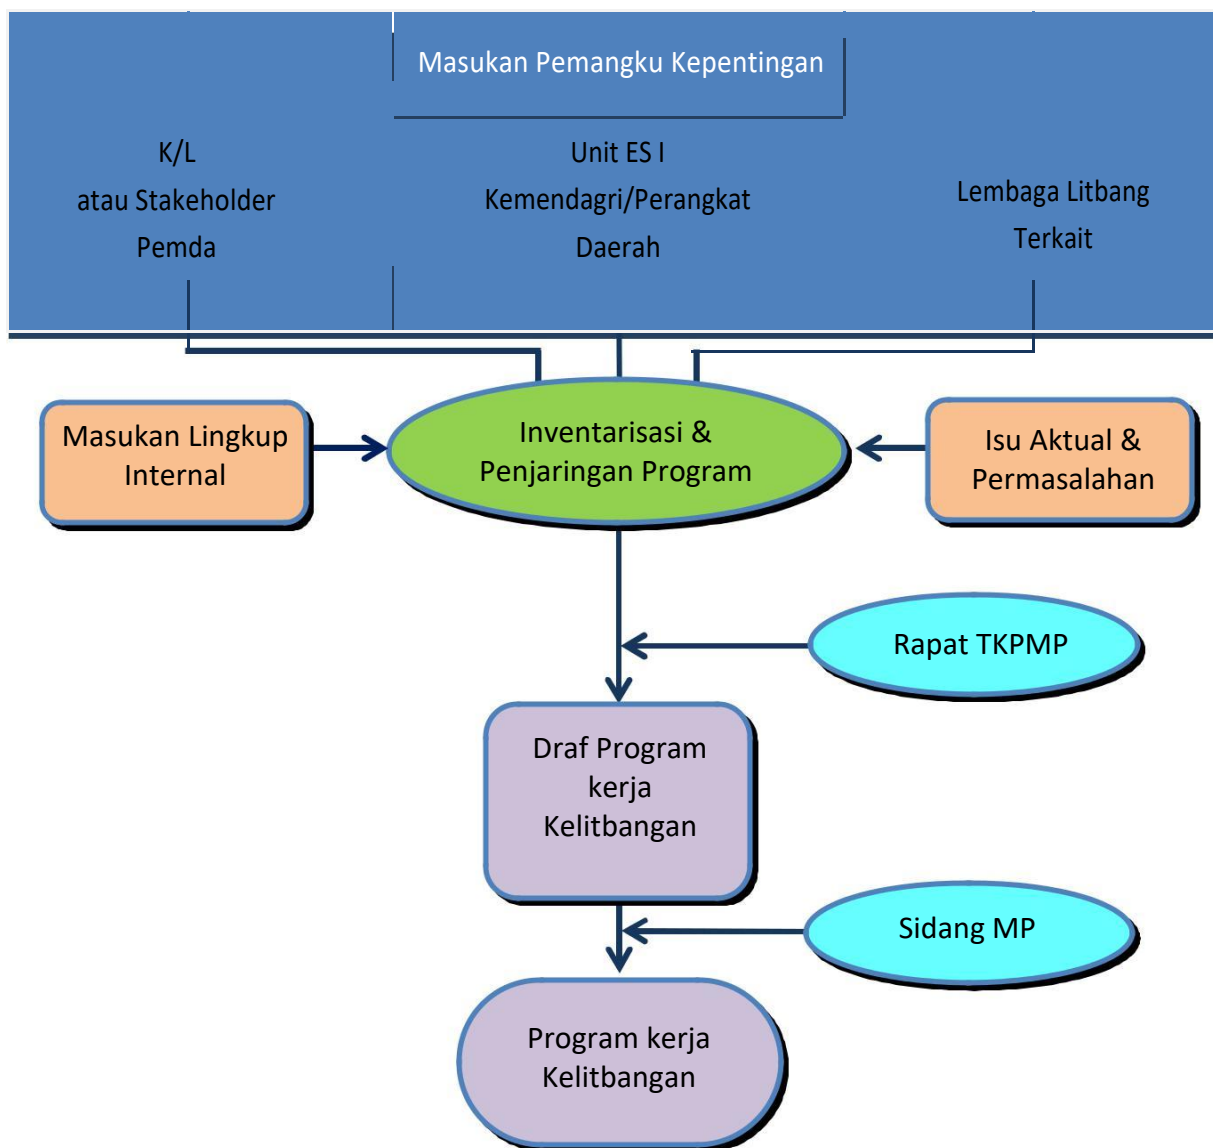 Masukan Pemangku Kepentingan
K/L
atau Stakeholder
Pemda
Unit ES I
Kemendagri/Perangkat
Daerah
Lembaga Litbang
Terkait
Masukan Lingkup
Internal
Inventarisasi &
Penjaringan Program
Isu Aktual &
Permasalahan
Rapat TKPMP
Draf Program
kerja
Kelitbangan
Sidang MP
Program kerja
Kelitbangan